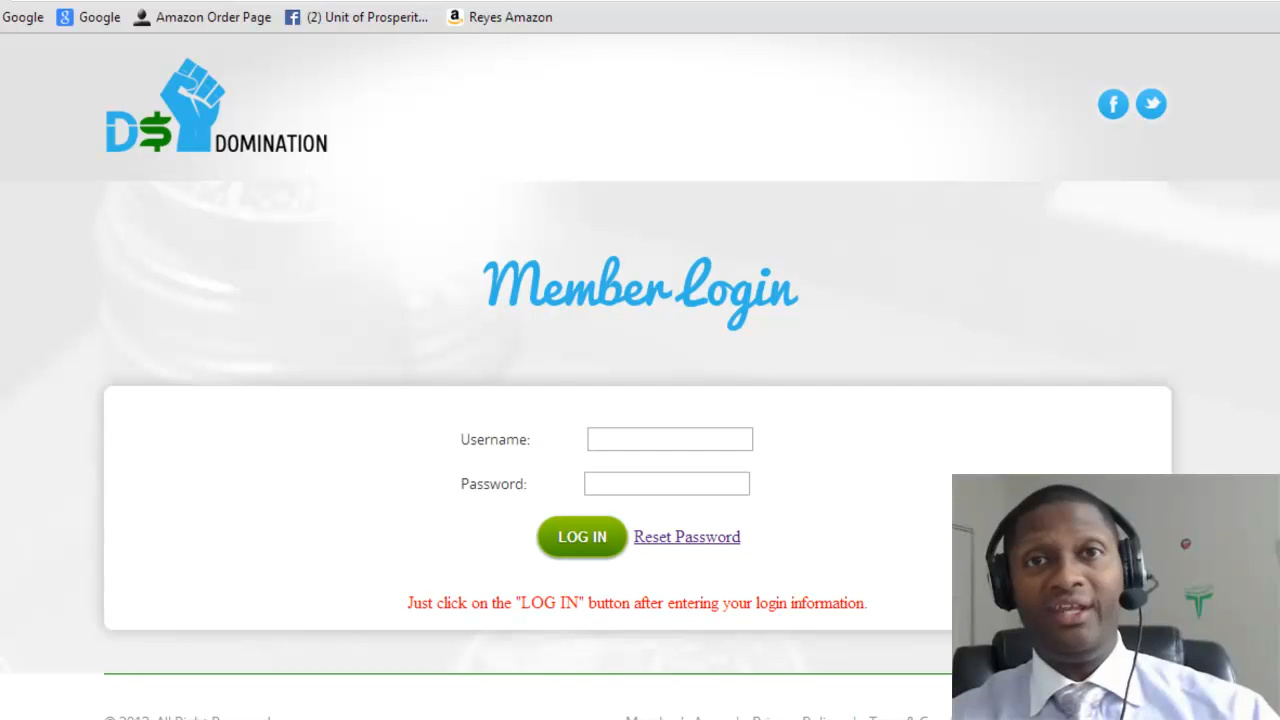 Google Google Amazon Order Page (2) Unit of Prosperit... Reyes Amazon
D$ DOMINATION
Member Login
Username:
Password:
LOG IN Reset Password
Just click on the "LOG IN" button after entering your login information.